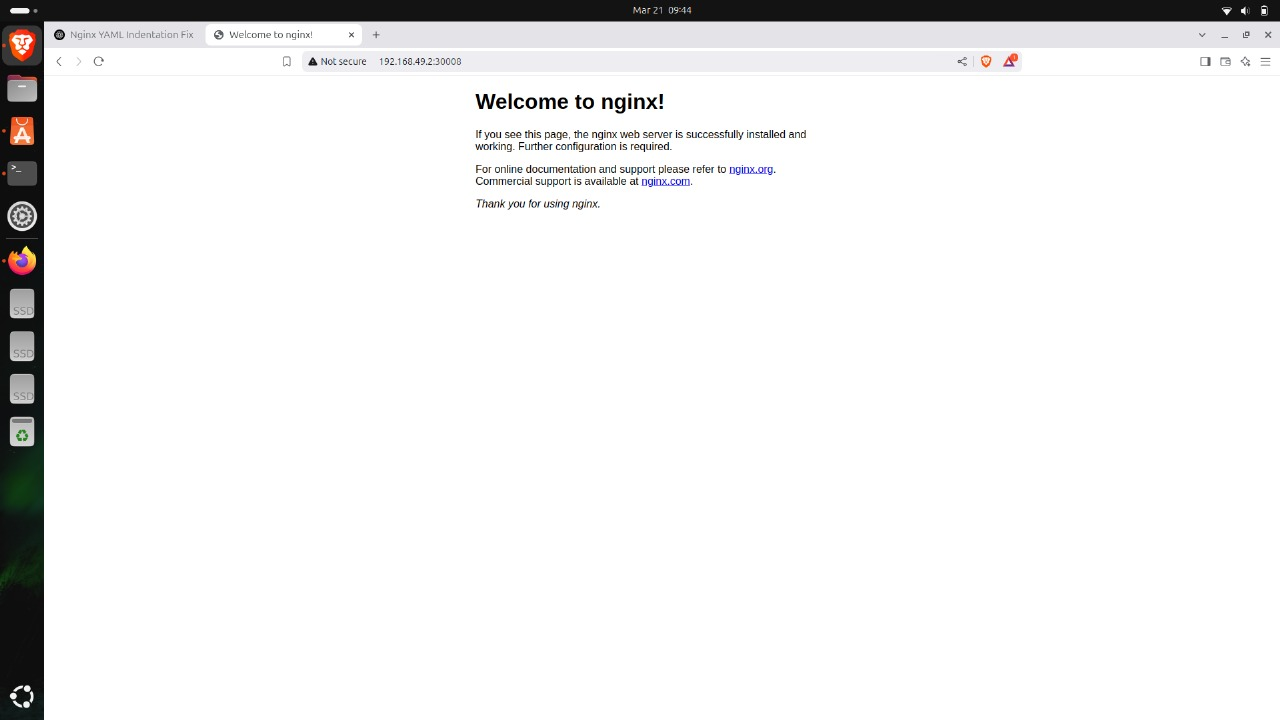 Mar 21 09:44
Nginx YAML Indentation Fix
Welcome to nginx!
Not secure
192.168.49.2:30008
Welcome to nginx!
If you see this page, the nginx web server is successfully installed and
working. Further configuration is required.
For online documentation and support please refer to nginx.org.
Commercial support is available at nginx.com.
Thank you for using nginx.
SSD
SSD
SSD